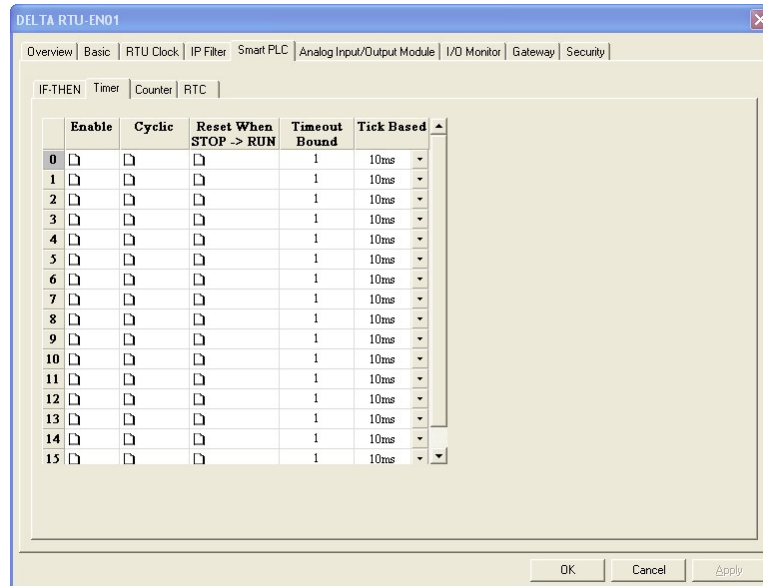 DELTA RTU-EN01
Overview Basic RTU Clock IP Filter Smart PLC Analog Input/Output Module I/O Monitor Gateway Security
IF-THEN Timer Counter RTC
Enable Cyclic Reset When STOP -> RUN Timeout Bound Tick Based
0 1 10ms
1 1 10ms
2 1 10ms
3 1 10ms
4 1 10ms
5 1 10ms
6 1 10ms
7 1 10ms
8 1 10ms
9 1 10ms
10 1 10ms
11 1 10ms
12 1 10ms
13 1 10ms
14 1 10ms
15 1 10ms
OK Cancel Apply